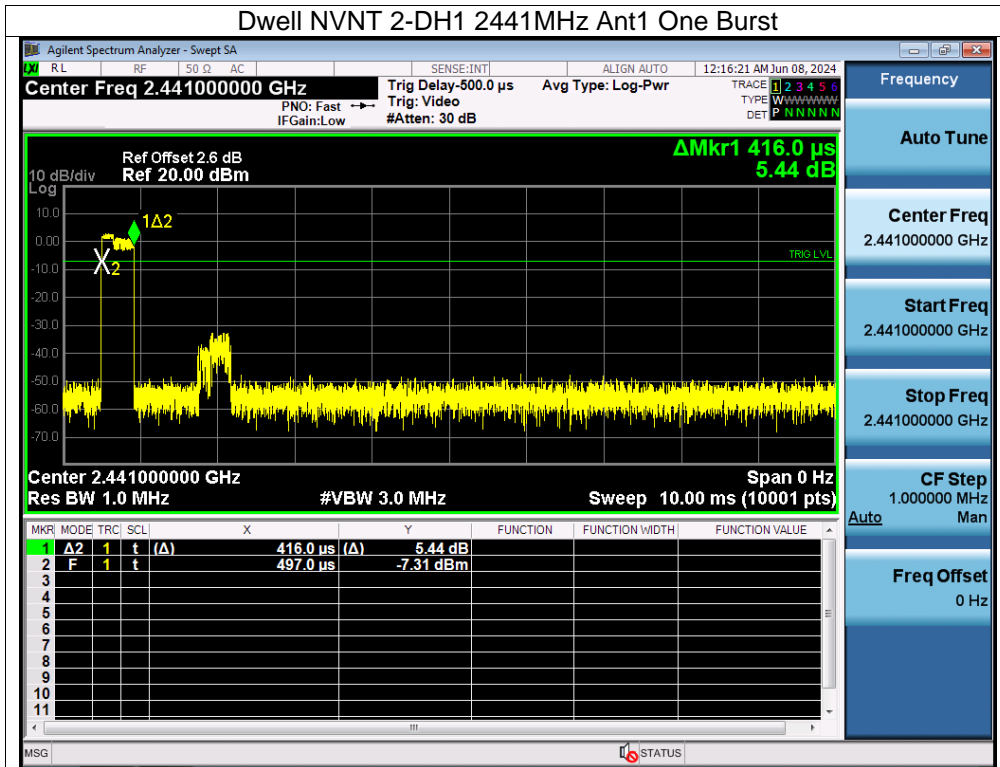 Dwell NVNT 2-DH1 2441MHz Ant1 One Burst
Agilent Spectrum Analyzer - Swept SA
LXI RL RF 50 Ω AC SENSE:INT ALIGN AUTO 12:16:21 AM Jun 08, 2024
Center Freq 2.441000000 GHz
PNO: Fast
IFGain:Low
Trig Delay-500.0 µs
Trig: Video
#Atten: 30 dB
Avg Type: Log-Pwr
TRACE 1 2 3 4 5 6
TYPE WWWWWW
DET P N N N N N
ΔMkr1 416.0 µs
5.44 dB
Ref Offset 2.6 dB
10 dB/div Ref 20.00 dBm
Log
10.0
0.00
-10.0
-20.0
-30.0
-40.0
-50.0
-60.0
-70.0
1Δ2
X2
TRIG LVL
Center 2.441000000 GHz Span 0 Hz
Res BW 1.0 MHz #VBW 3.0 MHz Sweep 10.00 ms (10001 pts)
MKR MODE TRC SCL X Y FUNCTION FUNCTION WIDTH FUNCTION VALUE
1 Δ2 1 t (Δ) 416.0 µs (Δ) 5.44 dB
2 F 1 t 497.0 µs -7.31 dBm
3
4
5
6
7
8
9
10
11
MSG STATUS
Frequency
Auto Tune
Center Freq
2.441000000 GHz
Start Freq
2.441000000 GHz
Stop Freq
2.441000000 GHz
CF Step
1.000000 MHz
Auto Man
Freq Offset
0 Hz